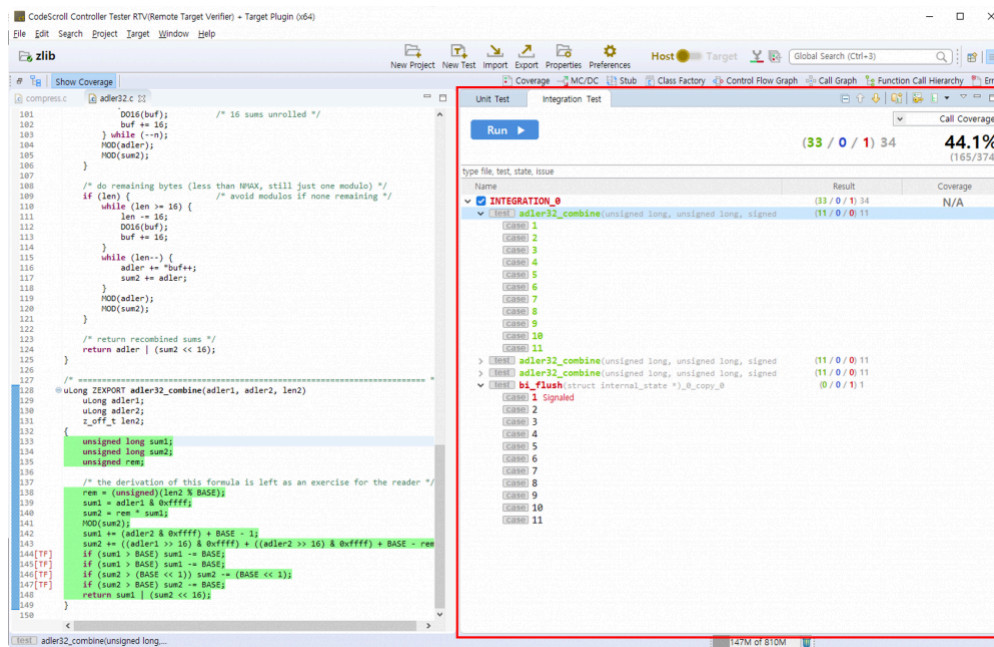 CodeScroll Controller Tester RTV(Remote Target Verifier) + Target Plugin (x64)
File Edit Search Project Target Window Help
zlib
New Project New Test Import Export Properties Preferences
Host Target
Global Search (Ctrl+3)
Show Coverage
Coverage MC/DC Stub Class Factory Control Flow Graph Call Graph Function Call Hierarchy Err
compress.c adler32.c
101 DO16(buf); /* 16 sums unrolled */
102 buf += 16;
103 } while (--n);
104 MOD(adler);
105 MOD(sum2);
106 }
107
108 /* do remaining bytes (less than NMAX, still just one modulo) */
109 if (len) { /* avoid modulos if none remaining */
110 while (len >= 16) {
111 len -= 16;
112 DO16(buf);
113 buf += 16;
114 }
115 while (len--) {
116 adler += *buf++;
117 sum2 += adler;
118 }
119 MOD(adler);
120 MOD(sum2);
121 }
122
123 /* return recombined sums */
124 return adler | (sum2 << 16);
125 }
126
127 /* ========================================================================= *
128 uLong ZEXPORT adler32_combine(adler1, adler2, len2)
129 uLong adler1;
130 uLong adler2;
131 z_off_t len2;
132 {
133 unsigned long sum1;
134 unsigned long sum2;
135 unsigned rem;
136
137 /* the derivation of this formula is left as an exercise for the reader */
138 rem = (unsigned)(len2 % BASE);
139 sum1 = adler1 & 0xffff;
140 sum2 = rem * sum1;
141 MOD(sum2);
142 sum1 += (adler2 & 0xffff) + BASE - 1;
143 sum2 += ((adler1 >> 16) & 0xffff) + ((adler2 >> 16) & 0xffff) + BASE - rem
144[TF] if (sum1 > BASE) sum1 -= BASE;
145[TF] if (sum1 > BASE) sum1 -= BASE;
146[TF] if (sum2 > (BASE << 1)) sum2 -= (BASE << 1);
147[TF] if (sum2 > BASE) sum2 -= BASE;
148 return sum1 | (sum2 << 16);
149 }
150
Unit Test Integration Test
Call Coverage
Run
(33 / 0 / 1) 34
44.1%
(165/374
type file, test, state, issue
Name Result Coverage
INTEGRATION_0 (33 / 0 / 1) 34 N/A
test adler32_combine(unsigned long, unsigned long, signed (11 / 0 / 0) 11
case 1
case 2
case 3
case 4
case 5
case 6
case 7
case 8
case 9
case 10
case 11
test adler32_combine(unsigned long, unsigned long, signed (11 / 0 / 0) 11
test adler32_combine(unsigned long, unsigned long, signed (11 / 0 / 0) 11
test bi_flush(struct internal_state *)_0_copy_0 (0 / 0 / 1) 1
case 1 Signaled
case 2
case 3
case 4
case 5
case 6
case 7
case 8
case 9
case 10
case 11
test adler32_combine(unsigned long,...
147M of 810M